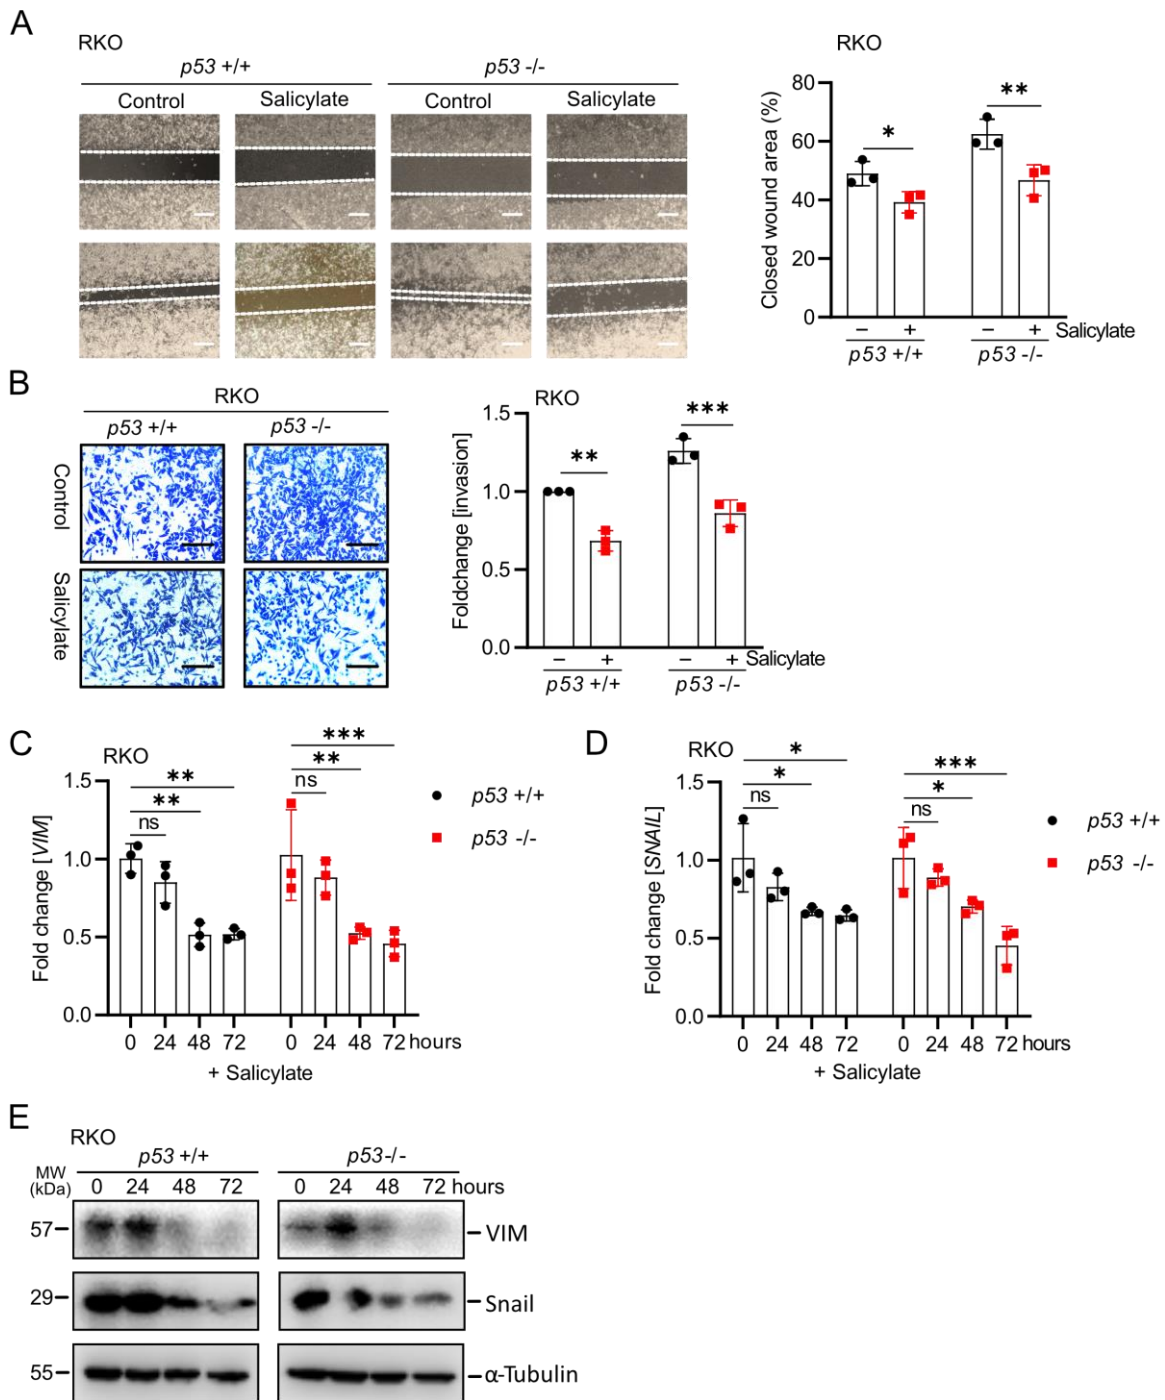 A
RKO
p53 +/+
p53 -/-
Control
Salicylate
Control
Salicylate
RKO
Closed wound area (%)
80
60
40
20
0
*
**
− + − + Salicylate
p53 +/+
p53 -/-
B
RKO
p53 +/+
p53 -/-
Control
Salicylate
RKO
Foldchange [invasion]
1.5
1.0
0.5
0.0
**
***
− + − + Salicylate
p53 +/+
p53 -/-
C
RKO
Fold change [VIM]
1.5
1.0
0.5
0.0
**
**
ns
***
**
ns
p53 +/+
p53 -/-
0 24 48 72 0 24 48 72 hours
+ Salicylate
D
RKO
Fold change [SNAIL]
1.5
1.0
0.5
0.0
*
*
ns
***
*
ns
p53 +/+
p53 -/-
0 24 48 72 0 24 48 72 hours
+ Salicylate
E
RKO
p53 +/+
p53-/-
MW
(kDa)
0 24 48 72
0 24 48 72 hours
57
VIM
29
Snail
55
α-Tubulin